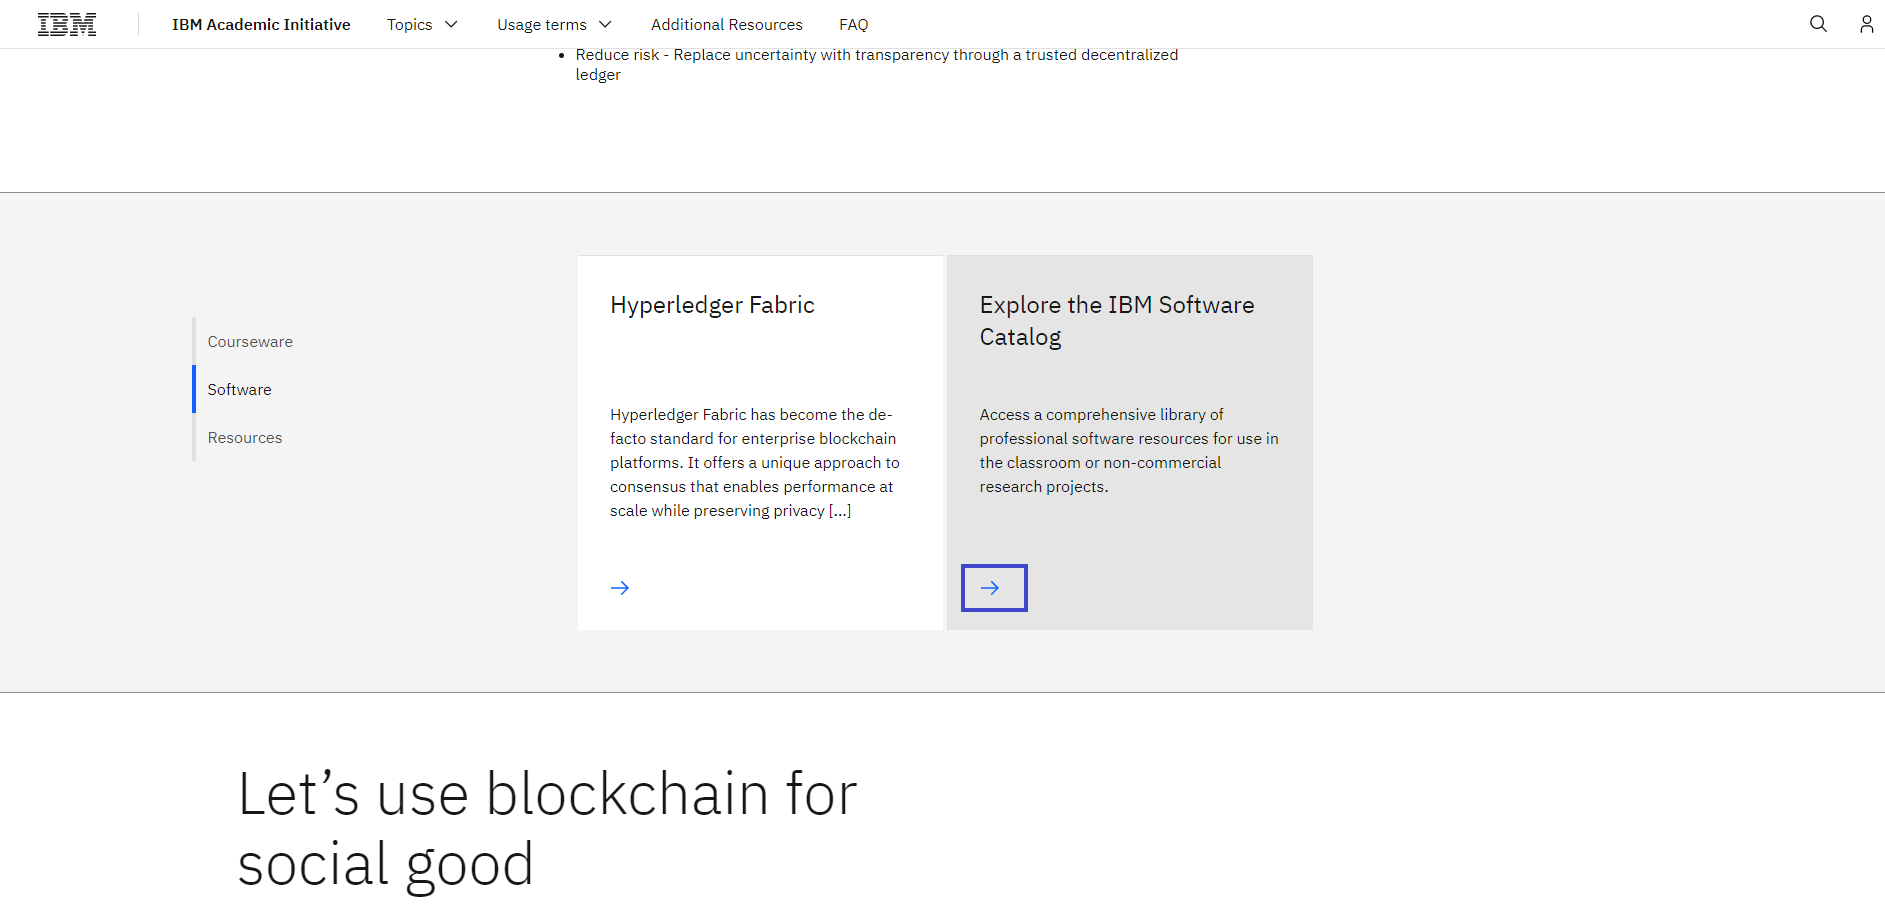 IBM
IBM Academic Initiative
Topics
Usage terms
Additional Resources
FAQ
Reduce risk - Replace uncertainty with transparency through a trusted decentralized
ledger
Courseware
Software
Resources
Hyperledger Fabric
Hyperledger Fabric has become the de-
facto standard for enterprise blockchain
platforms. It offers a unique approach to
consensus that enables performance at
scale while preserving privacy [...]
Explore the IBM Software
Catalog
Access a comprehensive library of
professional software resources for use in
the classroom or non-commercial
research projects.
Let’s use blockchain for
social good